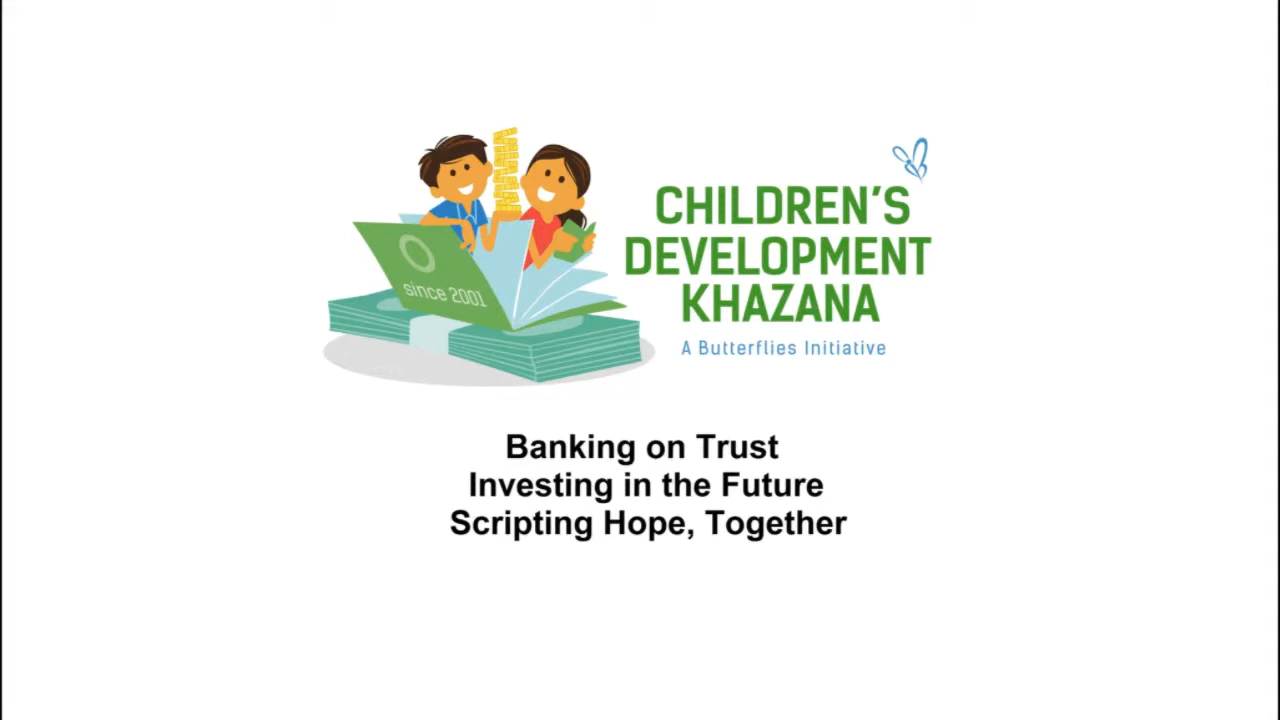 since 2001
CHILDREN'S
DEVELOPMENT
KHAZANA
A Butterflies Initiative
Banking on Trust
Investing in the Future
Scripting Hope, Together